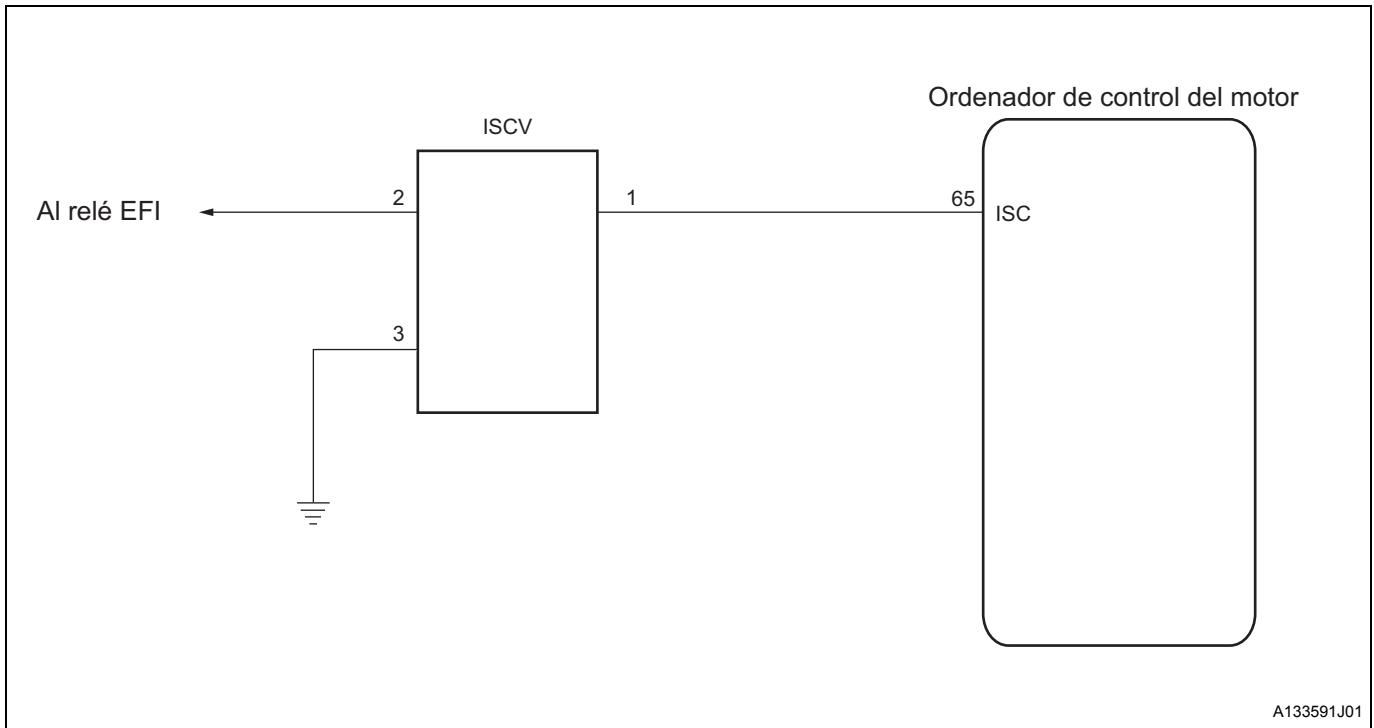 Ordenador de control del motor
ISCV
Al relé EFI
2
1
65
ISC
3
A133591J01